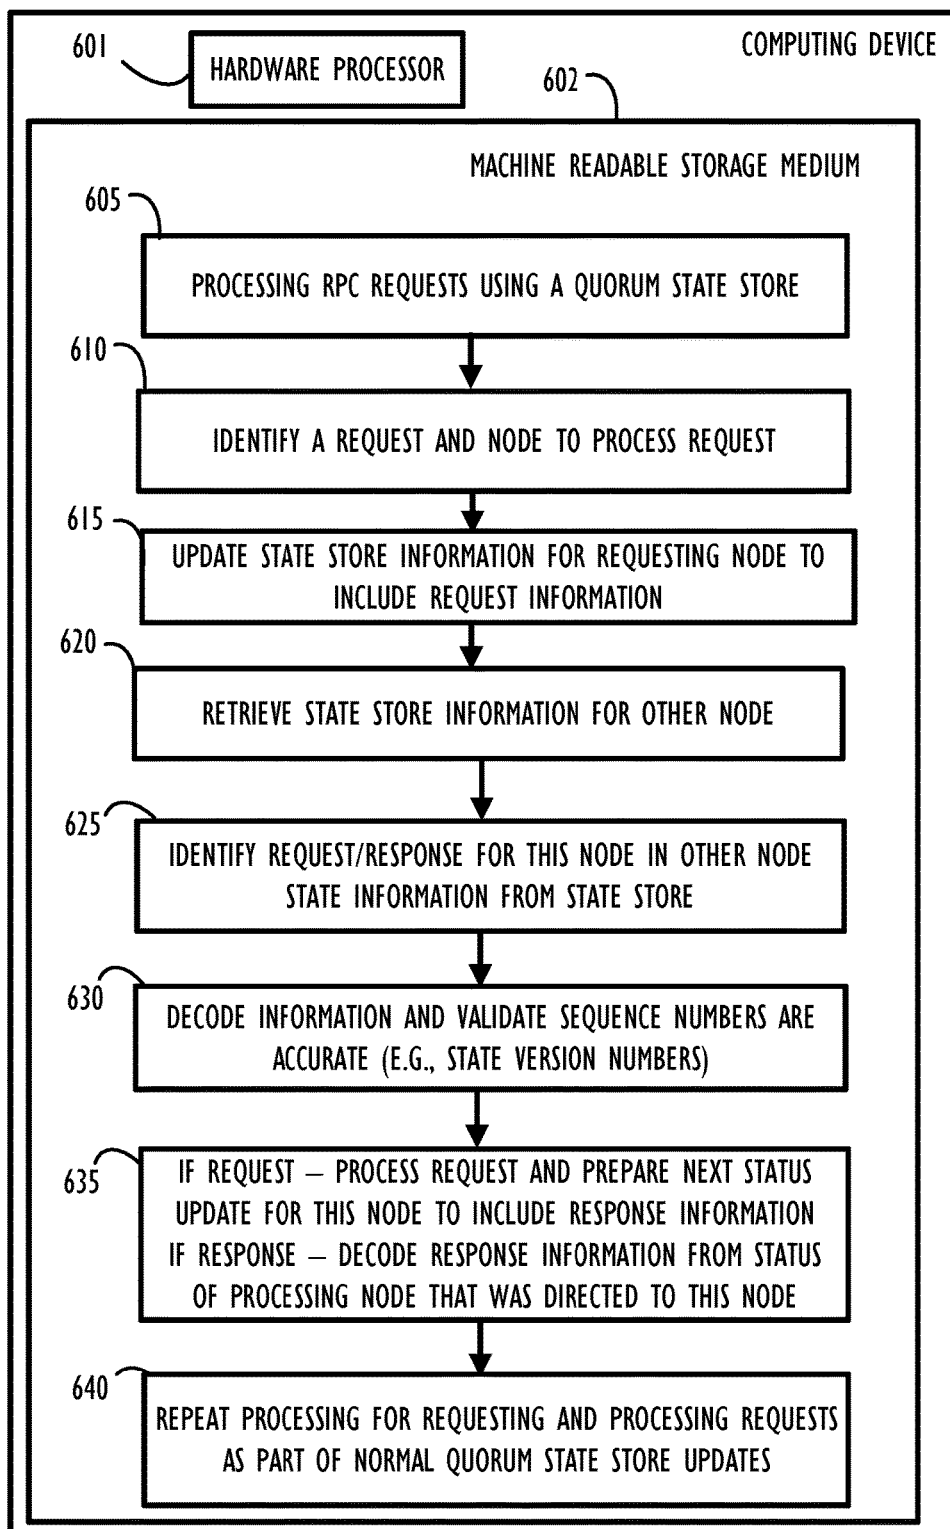 601
HARDWARE PROCESSOR
COMPUTING DEVICE
602
MACHINE READABLE STORAGE MEDIUM
605
PROCESSING RPC REQUESTS USING A QUORUM STATE STORE
610
IDENTIFY A REQUEST AND NODE TO PROCESS REQUEST
615
UPDATE STATE STORE INFORMATION FOR REQUESTING NODE TO
INCLUDE REQUEST INFORMATION
620
RETRIEVE STATE STORE INFORMATION FOR OTHER NODE
625
IDENTIFY REQUEST/RESPONSE FOR THIS NODE IN OTHER NODE
STATE INFORMATION FROM STATE STORE
630
DECODE INFORMATION AND VALIDATE SEQUENCE NUMBERS ARE
ACCURATE (E.G., STATE VERSION NUMBERS)
635
IF REQUEST – PROCESS REQUEST AND PREPARE NEXT STATUS
UPDATE FOR THIS NODE TO INCLUDE RESPONSE INFORMATION
IF RESPONSE – DECODE RESPONSE INFORMATION FROM STATUS
OF PROCESSING NODE THAT WAS DIRECTED TO THIS NODE
640
REPEAT PROCESSING FOR REQUESTING AND PROCESSING REQUESTS
AS PART OF NORMAL QUORUM STATE STORE UPDATES